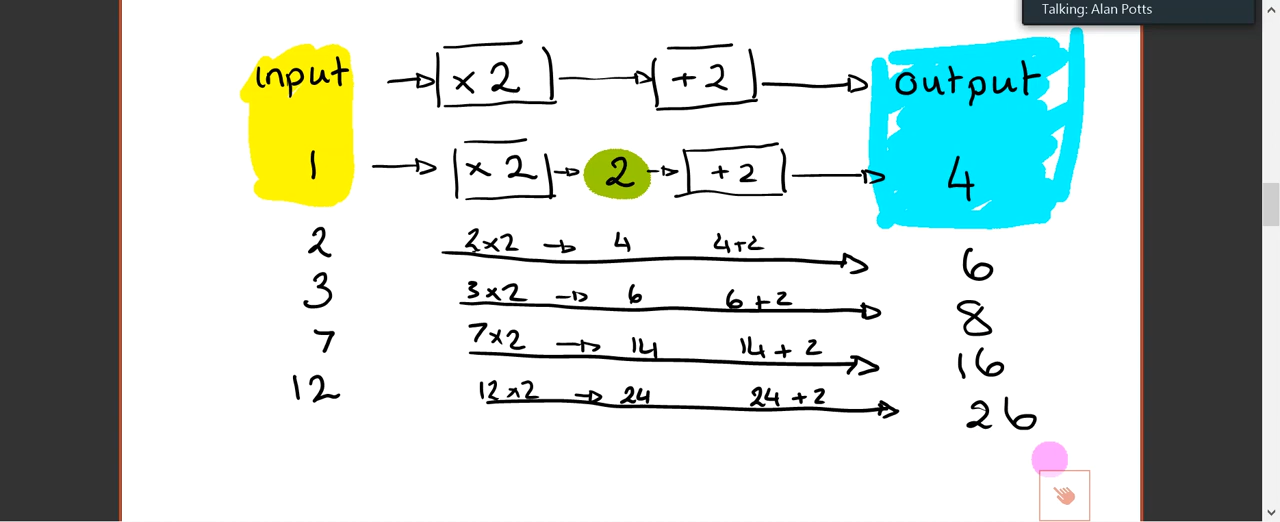 Talking: Alan Potts
input → × 2 → + 2 → output
1 → × 2 → 2 → + 2 → 4
2 2×2 → 4 4+2 6
3 3×2 → 6 6+2 8
7 7×2 → 14 14+2 16
12 12×2 → 24 24+2 26